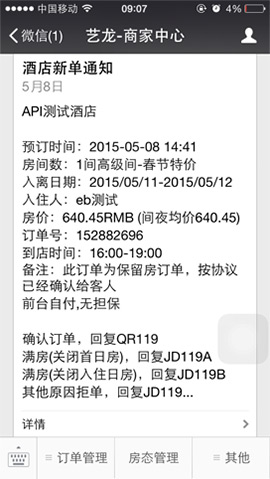 中国移动 09:07 4%
微信(1) 艺龙-商家中心
酒店新单通知
5月8日
API测试酒店
预订时间：2015-05-08 14:41
房间数：1间高级间-春节特价
入离日期：2015/05/11-2015/05/12
入住人：eb测试
房价：640.45RMB (间夜均价640.45)
订单号：152882696
到店时间：16:00-19:00
备注：此订单为保留房订单，按协议
已经确认给客人
前台自付,无担保
确认订单，回复QR119
满房(关闭首日房)，回复JD119A
满房(关闭入住日房)，回复JD119B
其他原因拒单，回复JD119...
详情
订单管理 房态管理 其他